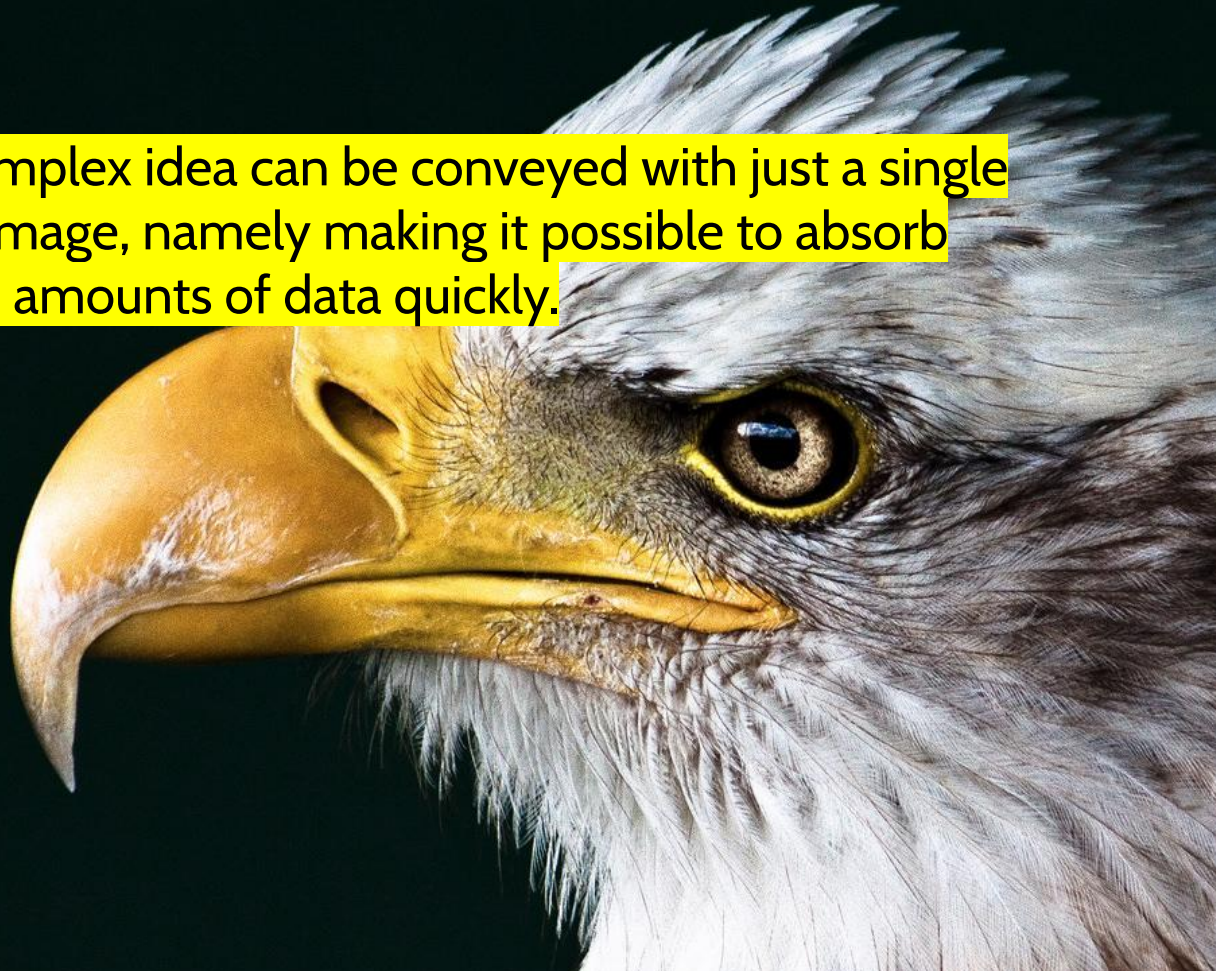 mplex idea can be conveyed with just a single
mage, namely making it possible to absorb
amounts of data quickly.